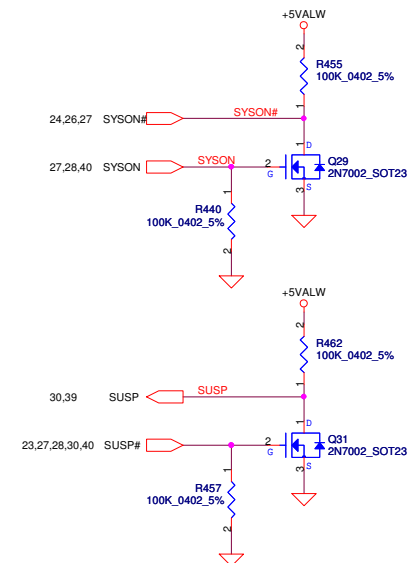 +5VALW
2
R455
100K_0402_5%
1
24,26,27 SYSON# SYSON#
1
D
27,28,40 SYSON SYSON 2 G
Q29
2N7002_SOT23
3 S
1
R440
100K_0402_5%
2
+5VALW
2
R462
100K_0402_5%
1
30,39 SUSP SUSP
1
D
23,27,28,30,40 SUSP# 2 G
Q31
2N7002_SOT23
3 S
1
R457
100K_0402_5%
2